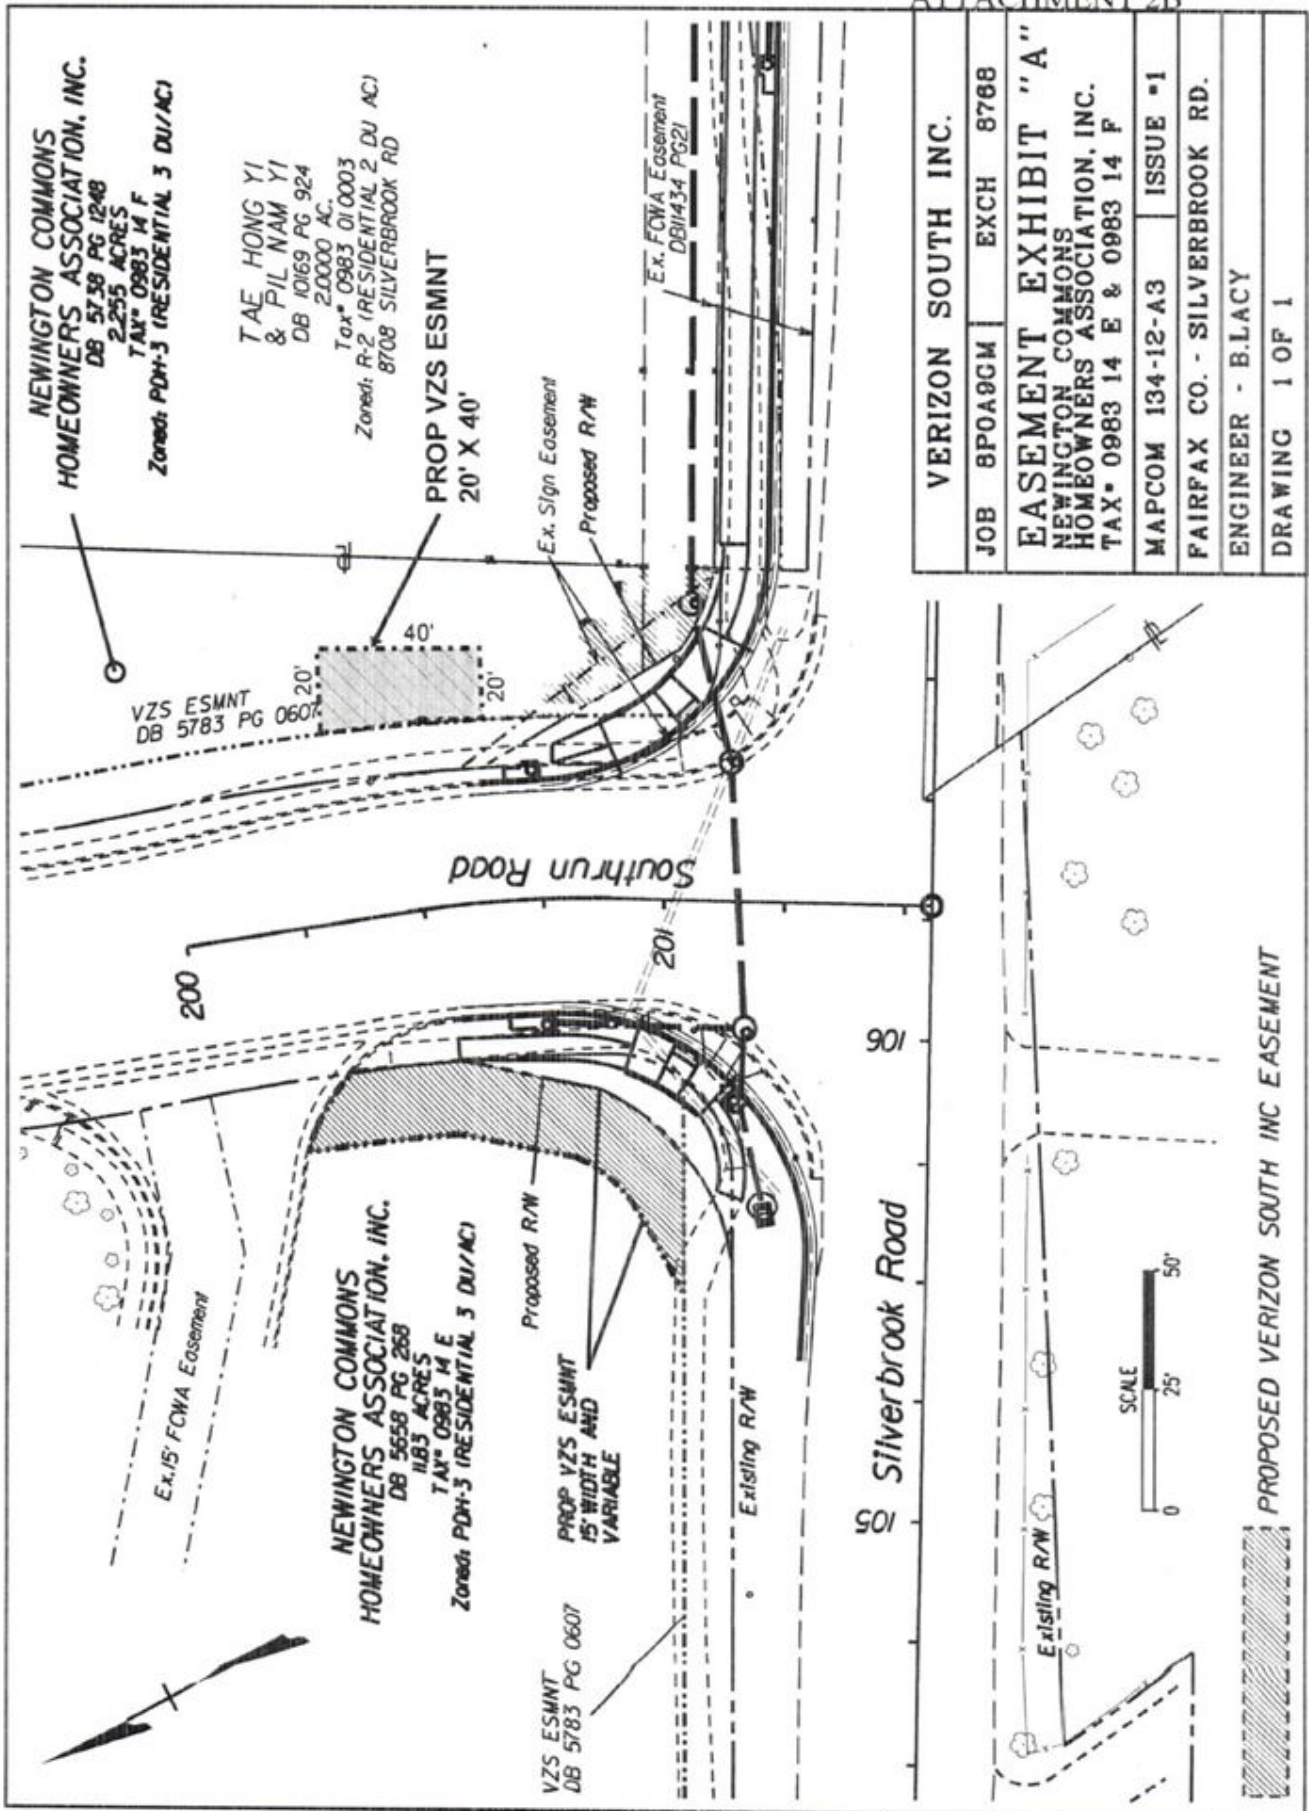 ATTACHMENT 2B
NEWINGTON COMMONS
HOMEOWNERS ASSOCIATION, INC.
DB 5738 PG 1248
2.255 ACRES
TAX# 0983 14 F
Zoned: PDH-3 (RESIDENTIAL 3 DU/AC)
TAE HONG YI
& PIL NAM YI
DB 10169 PG 924
2.0000 AC.
Tax# 0983 01 0003
Zoned: R-2 (RESIDENTIAL 2 DU AC)
8708 SILVERBROOK RD
PROP VZS ESMNT
20' X 40'
Ex. Sign Easement
Proposed R/W
Ex. FCWA Easement
DB11434 PG21
VZS ESMNT
DB 5783 PG 0607
20'
40'
20'
Southrun Road
200
201
106
105
Silverbrook Road
Ex.15' FCWA Easement
NEWINGTON COMMONS
HOMEOWNERS ASSOCIATION, INC.
DB 5658 PG 268
11.83 ACRES
TAX# 0983 14 E
Zoned: PDH-3 (RESIDENTIAL 3 DU/AC)
Proposed R/W
PROP VZS ESMNT
15' WIDTH AND
VARIABLE
Existing R/W
VZS ESMNT
DB 5783 PG 0607
Existing R/W
SCALE
0 25' 50'
PROPOSED VERIZON SOUTH INC EASEMENT
VERIZON SOUTH INC.
JOB 8P0A9GM EXCH 8768
EASEMENT EXHIBIT "A"
NEWINGTON COMMONS
HOMEOWNERS ASSOCIATION, INC.
TAX# 0983 14 E & 0983 14 F
MAPCOM 134-12-A3 ISSUE #1
FAIRFAX CO. - SILVERBROOK RD.
ENGINEER - B.LACY
DRAWING 1 OF 1